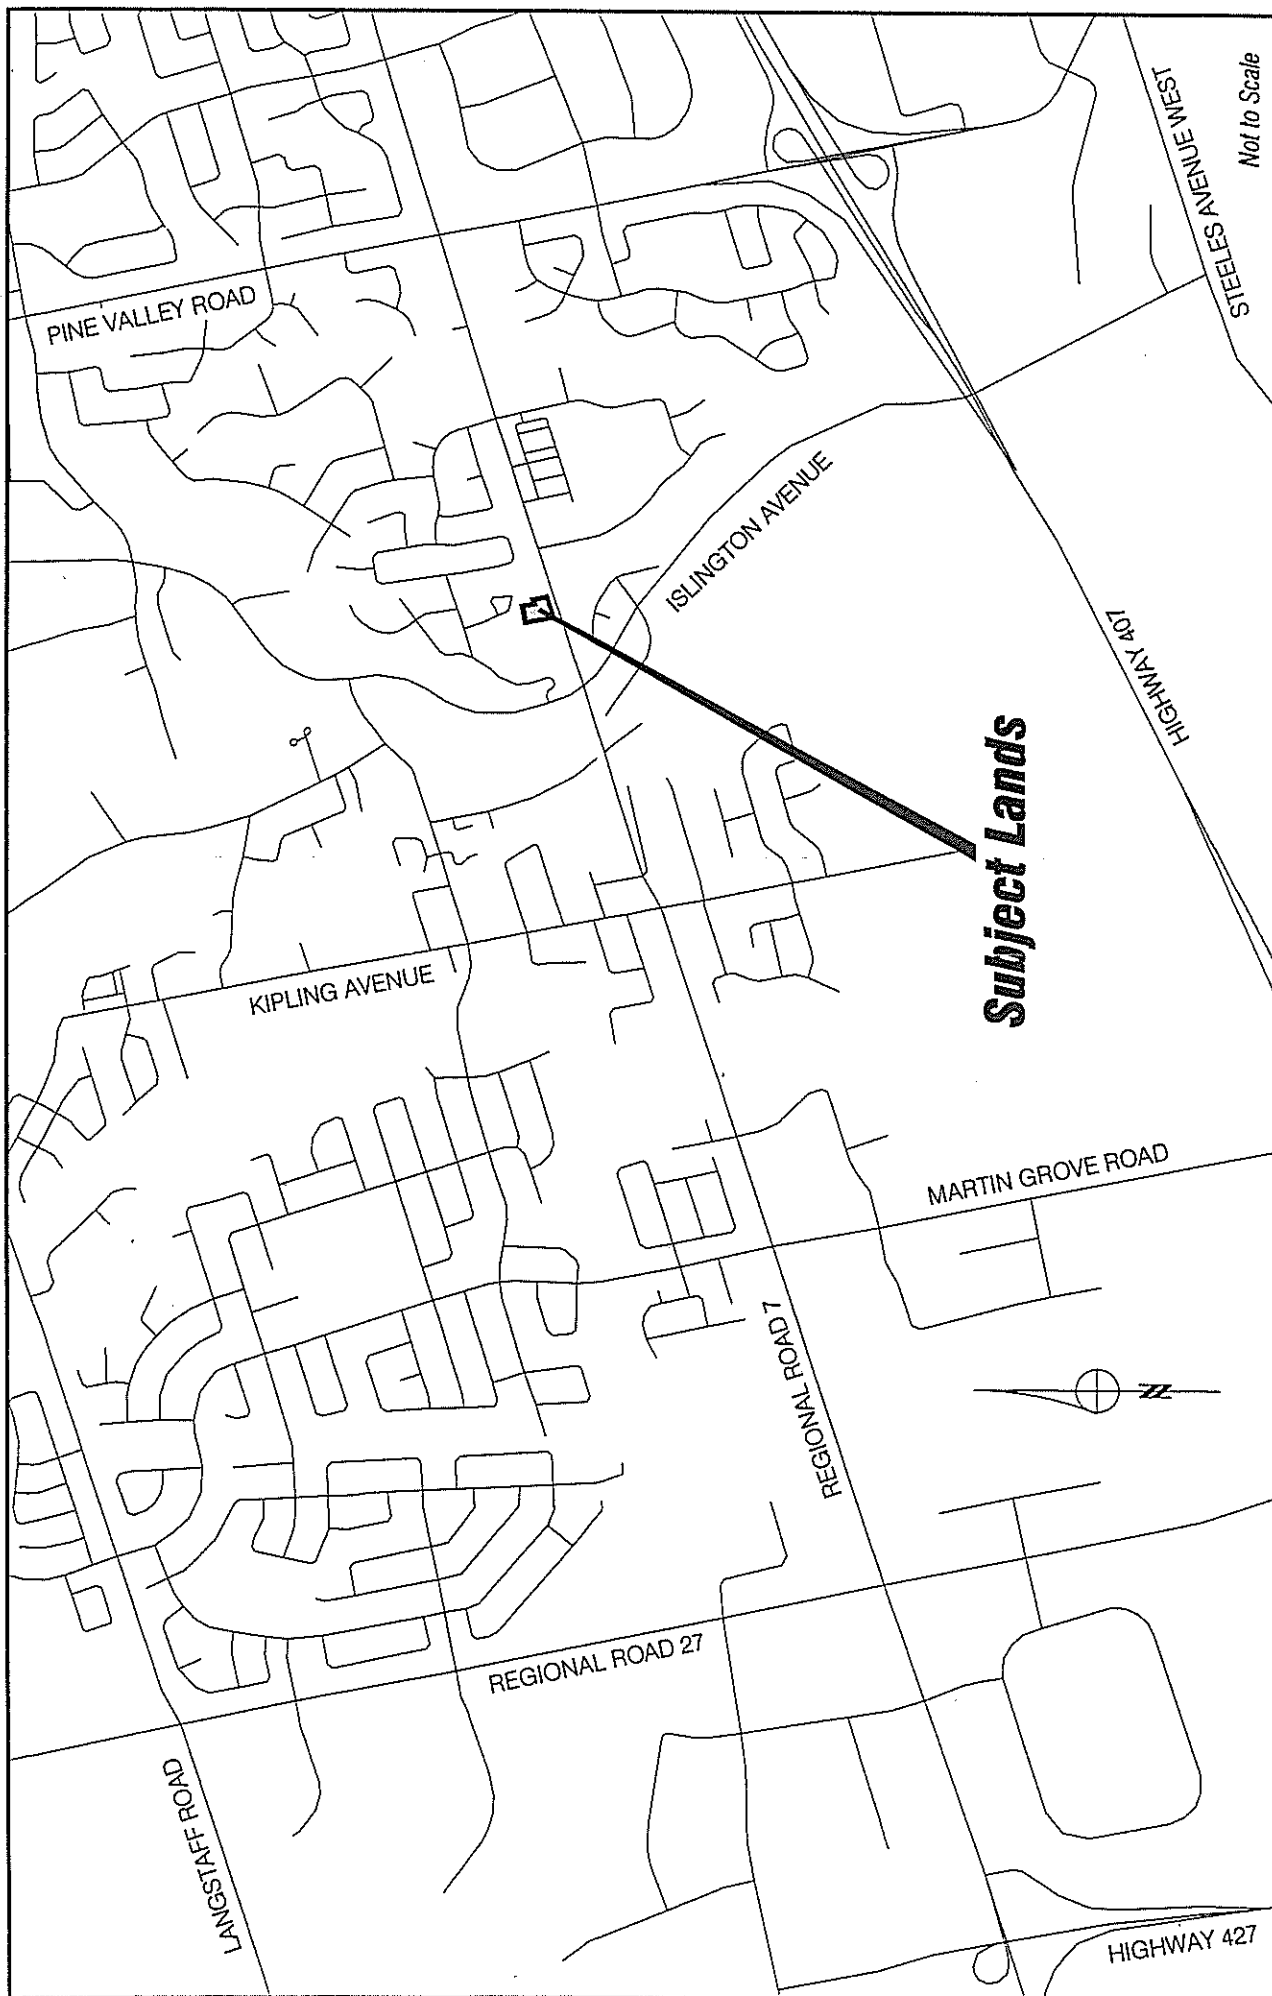 PINE VALLEY ROAD
STEELES AVENUE WEST
Not to Scale
ISLINGTON AVENUE
HIGHWAY 407
Subject Lands
KIPLING AVENUE
MARTIN GROVE ROAD
REGIONAL ROAD 7
N
REGIONAL ROAD 27
LANGSTAFF ROAD
HIGHWAY 427